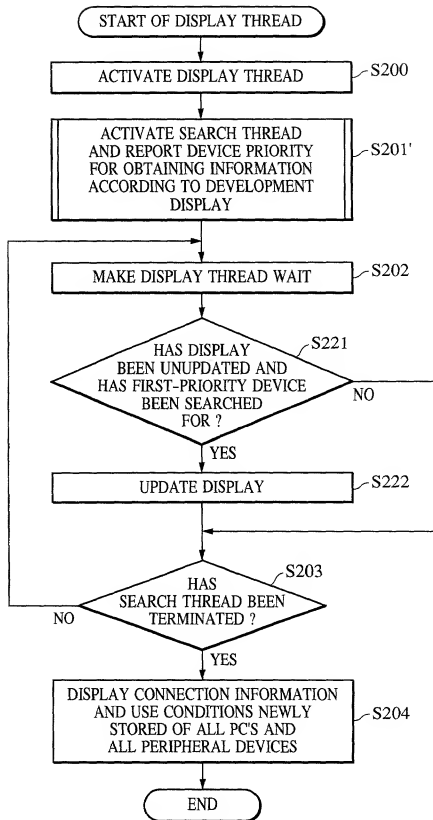 START OF DISPLAY THREAD
ACTIVATE DISPLAY THREAD
S200
ACTIVATE SEARCH THREAD
AND REPORT DEVICE PRIORITY
FOR OBTAINING INFORMATION
ACCORDING TO DEVELOPMENT
DISPLAY
S201'
MAKE DISPLAY THREAD WAIT
S202
S221
HAS DISPLAY
BEEN UNUPDATED AND
HAS FIRST-PRIORITY DEVICE
BEEN SEARCHED
FOR ?
NO
YES
UPDATE DISPLAY
S222
S203
HAS
SEARCH THREAD BEEN
TERMINATED ?
NO
YES
DISPLAY CONNECTION INFORMATION
AND USE CONDITIONS NEWLY
STORED OF ALL PC'S AND
ALL PERIPHERAL DEVICES
S204
END